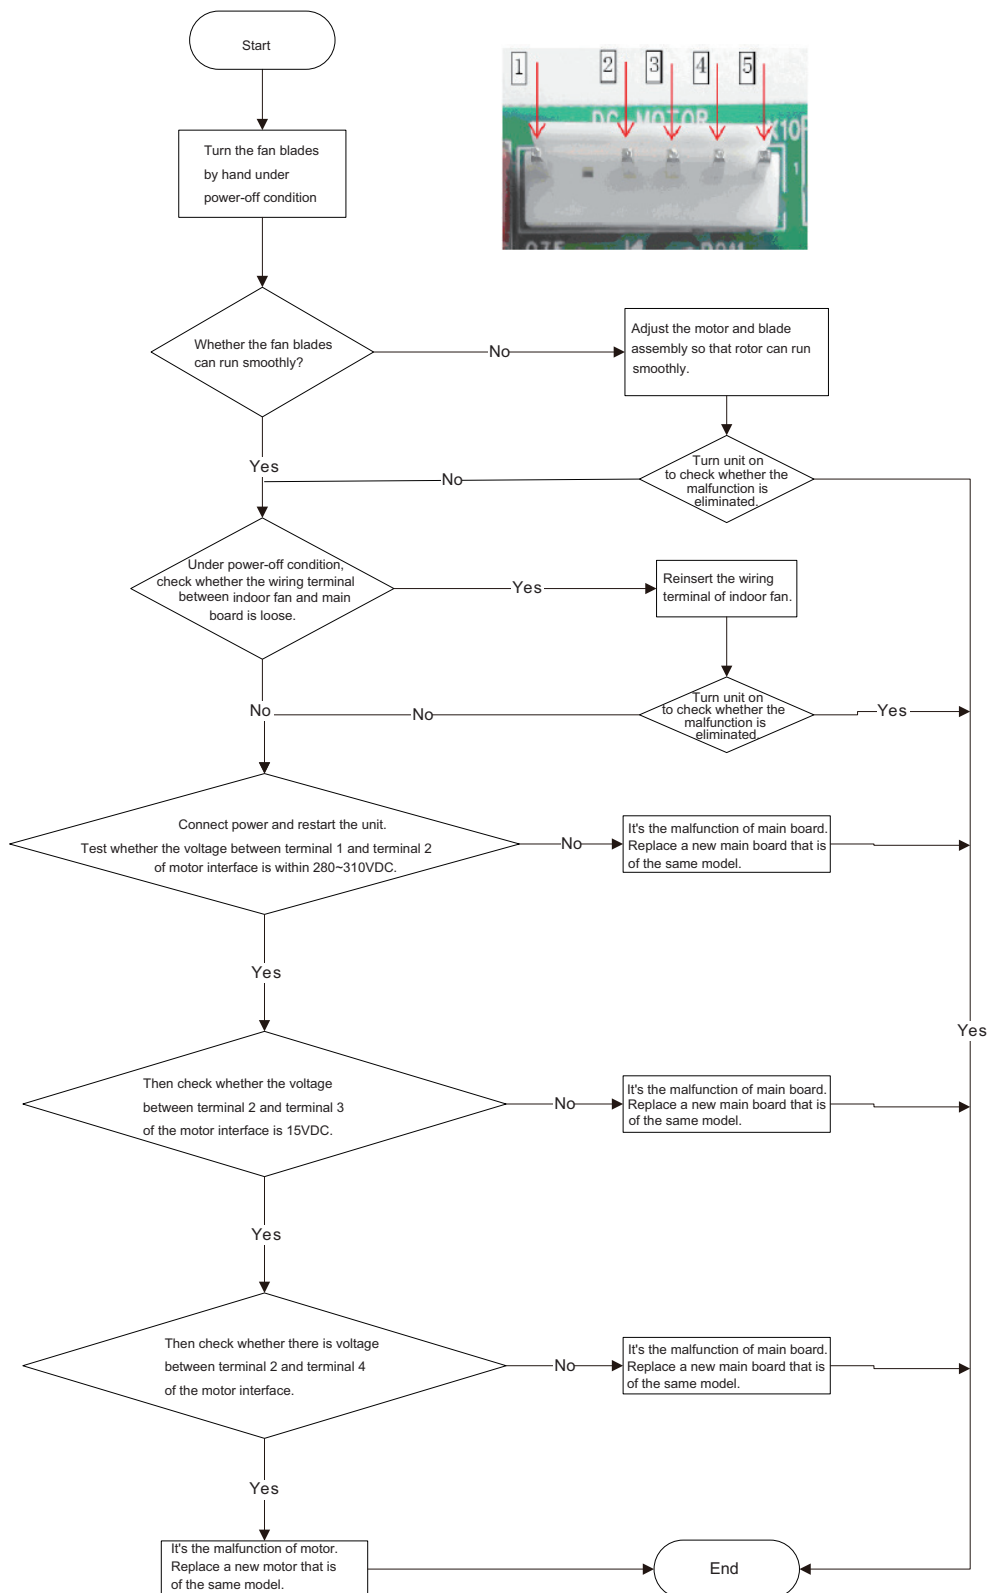 Start
1
2
3
4
5
DC-MOTOR
Turn the fan blades
by hand under
power-off condition
Whether the fan blades
can run smoothly?
No
Adjust the motor and blade
assembly so that rotor can run
smoothly.
Yes
No
Turn unit on
to check whether the
malfunction is
eliminated.
Under power-off condition,
check whether the wiring terminal
between indoor fan and main
board is loose.
Yes
Reinsert the wiring
terminal of indoor fan.
No
No
Turn unit on
to check whether the
malfunction is
eliminated.
Yes
Connect power and restart the unit.
Test whether the voltage between terminal 1 and terminal 2
of motor interface is within 280~310VDC.
No
It's the malfunction of main board.
Replace a new main board that is
of the same model.
Yes
Yes
Then check whether the voltage
between terminal 2 and terminal 3
of the motor interface is 15VDC.
No
It's the malfunction of main board.
Replace a new main board that is
of the same model.
Yes
Then check whether there is voltage
between terminal 2 and terminal 4
of the motor interface.
No
It's the malfunction of main board.
Replace a new main board that is
of the same model.
Yes
It's the malfunction of motor.
Replace a new motor that is
of the same model.
End